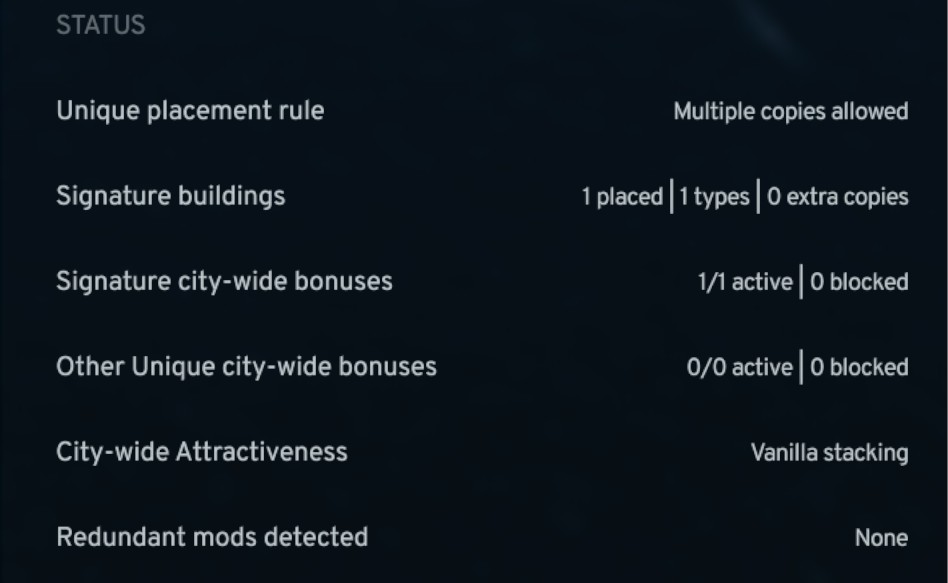 STATUS
Unique placement rule Multiple copies allowed
Signature buildings 1 placed | 1 types | 0 extra copies
Signature city-wide bonuses 1/1 active | 0 blocked
Other Unique city-wide bonuses 0/0 active | 0 blocked
City-wide Attractiveness Vanilla stacking
Redundant mods detected None